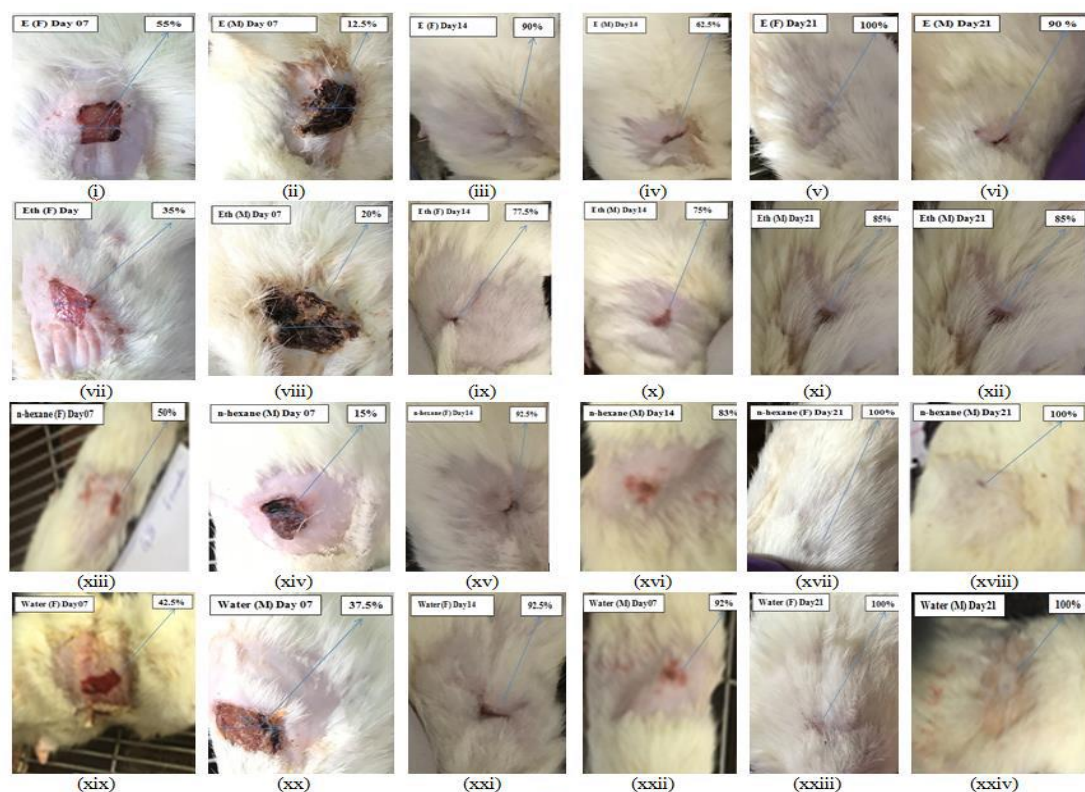 E (F) Day 07 55%
E (M) Day 07 12.5%
E (F) Day14 90%
E (M) Day14 62.5%
E (F) Day21 100%
E (M) Day21 90 %
(i) (ii) (iii) (iv) (v) (vi)
Eth (F) Day 35%
Eth (M) Day 07 20%
Eth (F) Day14 77.5%
Eth (M) Day14 75%
Eth (M) Day21 85%
Eth (M) Day21 85%
(vii) (viii) (ix) (x) (xi) (xii)
n-hexane (F) Day07 50%
n-hexane (M) Day 07 15%
n-hexane (F) Day14 92.5%
n-hexane (M) Day14 83%
n-hexane (F) Day21 100%
n-hexane (M) Day21 100%
(xiii) (xiv) (xv) (xvi) (xvii) (xviii)
Water (F) Day07 42.5%
Water (M) Day 07 37.5%
Water (F) Day14 92.5%
Water (M) Day07 92%
Water (F) Day21 100%
Water (M) Day21 100%
(xix) (xx) (xxi) (xxii) (xxiii) (xxiv)